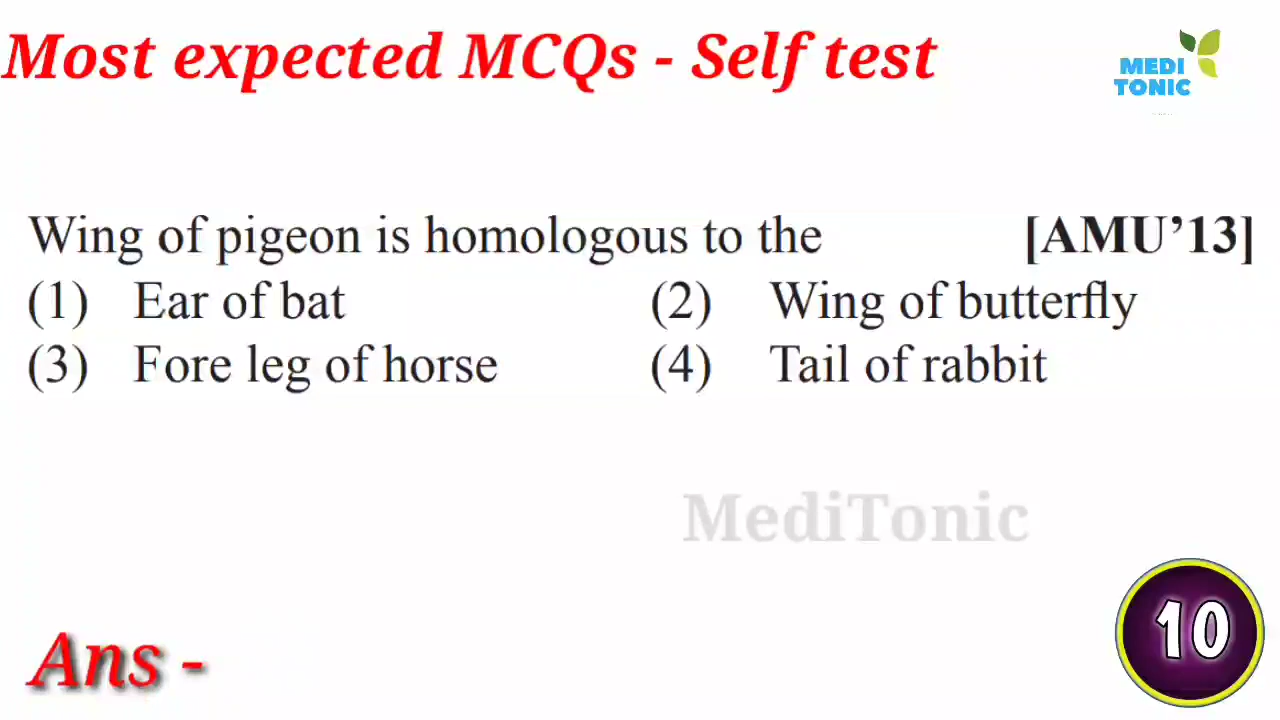 Most expected MCQs - Self test
MEDI
TONIC
Wing of pigeon is homologous to the [AMU’13]
(1) Ear of bat (2) Wing of butterfly
(3) Fore leg of horse (4) Tail of rabbit
MediTonic
10
Ans -